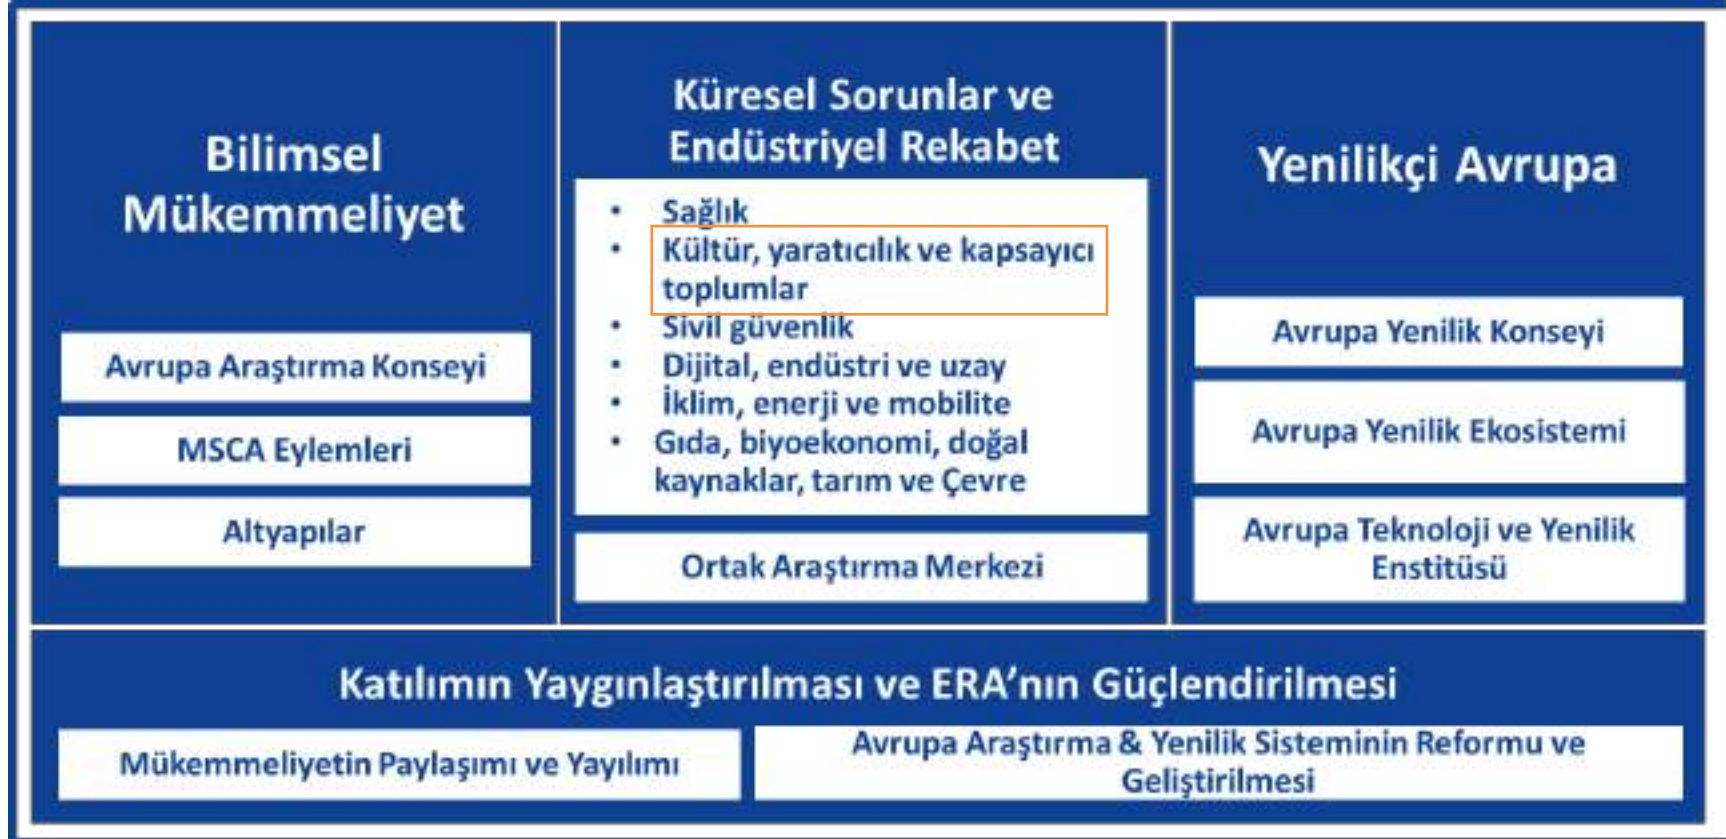 Bilimsel
Mükemmeliyet
Avrupa Araştırma Konseyi
MSCA Eylemleri
Altyapılar
Küresel Sorunlar ve
Endüstriyel Rekabet
• Sağlık
• Kültür, yaratıcılık ve kapsayıcı
toplumlar
• Sivil güvenlik
• Dijital, endüstri ve uzay
• İklim, enerji ve mobilite
• Gıda, biyoekonomi, doğal
kaynaklar, tarım ve Çevre
Ortak Araştırma Merkezi
Yenilikçi Avrupa
Avrupa Yenilik Konseyi
Avrupa Yenilik Ekosistemi
Avrupa Teknoloji ve Yenilik
Enstitüsü
Katılımın Yaygınlaştırılması ve ERA’nın Güçlendirilmesi
Mükemmeliyetin Paylaşımı ve Yayılımı
Avrupa Araştırma & Yenilik Sisteminin Reformu ve
Geliştirilmesi